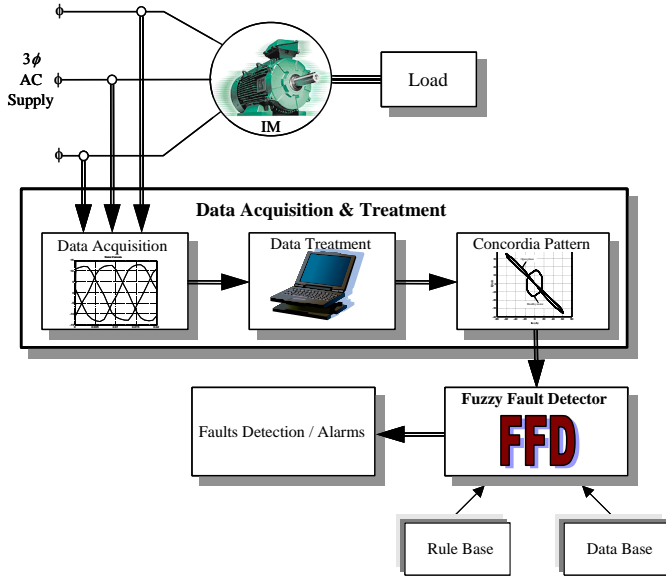 3ϕ
AC
Supply
IM
Load
Data Acquisition & Treatment
Data Acquisition
Data Treatment
Concordia Pattern
Fuzzy Fault Detector
FFD
Faults Detection / Alarms
Rule Base
Data Base